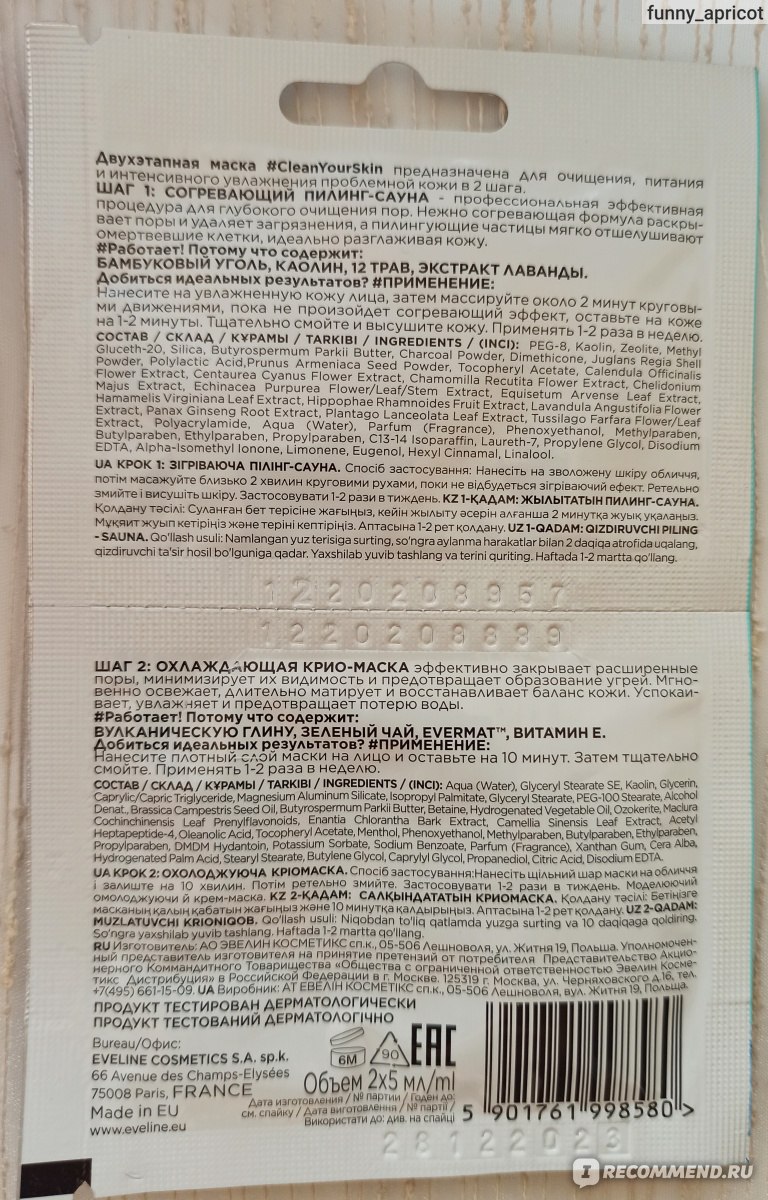 funny_apricot
Двухэтапная маска #CleanYourSkin предназначена для очищения, питания
и интенсивного увлажнения проблемной кожи в 2 шага.
ШАГ 1: СОГРЕВАЮЩИЙ ПИЛИНГ-САУНА - профессиональная эффективная
процедура для глубокого очищения пор. Нежно согревающая формула раскры-
вает поры и удаляет загрязнения, а пилингующие частицы мягко отшелушивают
омертвевшие клетки, идеально разглаживая кожу.
#Работает! Потому что содержит:
БАМБУКОВЫЙ УГОЛЬ, КАОЛИН, 12 ТРАВ, ЭКСТРАКТ ЛАВАНДЫ.
Добиться идеальных результатов? #ПРИМЕНЕНИЕ:
Нанесите на увлажненную кожу лица, затем массируйте около 2 минут круговы-
ми движениями, пока не произойдет согревающий эффект, оставьте на коже
на 1-2 минуты. Тщательно смойте и высушите кожу. Применять 1-2 раза в неделю.
СОСТАВ / СКЛАД / КҰРАМЫ / TARKIBI / INGREDIENTS / (INCI): PEG-8, Kaolin, Zeolite, Methyl
Gluceth-20, Silica, Butyrospermum Parkii Butter, Charcoal Powder, Dimethicone, Juglans Regia Shell
Powder, Polylactic Acid,Prunus Armeniaca Seed Powder, Tocopheryl Acetate, Calendula Officinalis
Flower Extract, Centaurea Cyanus Flower Extract, Chamomilla Recutita Flower Extract, Chelidonium
Majus Extract, Echinacea Purpurea Flower/Leaf/Stem Extract, Equisetum Arvense Leaf Extract,
Hamamelis Virginiana Leaf Extract, Hippophae Rhamnoides Fruit Extract, Lavandula Angustifolia Flower
Extract, Panax Ginseng Root Extract, Plantago Lanceolata Leaf Extract, Tussilago Farfara Flower/Leaf
Extract, Polyacrylamide, Aqua (Water), Parfum (Fragrance), Phenoxyethanol, Methylparaben,
Butylparaben, Ethylparaben, Propylparaben, C13-14 Isoparaffin, Laureth-7, Propylene Glycol, Disodium
EDTA, Alpha-Isomethyl Ionone, Limonene, Eugenol, Hexyl Cinnamal, Linalool.
UA КРОК 1: ЗІГРІВАЮЧА ПІЛІНГ-САУНА. Спосіб застосування: Нанесіть на зволожену шкіру обличчя,
потім масажуйте близько 2 хвилин круговими рухами, поки не відбудеться зігріваючий ефект. Ретельно
змийте і висушіть шкіру. Застосовувати 1-2 рази в тиждень. KZ 1-ҚАДАМ: ЖЫЛЫТАТЫН ПИЛИНГ-САУНА.
Қолдану тәсілі: Суланған бет терісіне жағыңыз, кейін жылыту әсерін алғанша 2 минутқа жуық уқалаңыз.
Мұқият жуып кетіріңіз және теріні кептіріңіз. Аптасына 1-2 рет қолдану. UZ 1-QADAM: QIZDIRUVCHI PILING
- SAUNA. Qo'llash usuli: Namlangan yuz terisiga surting, so'ngra aylanma harakatlar bilan 2 daqiqa atrofida uqalang,
qizdiruvchi ta'sir hosil bo'lguniga qadar. Yaxshilab yuvib tashlang va terini quriting. Haftada 1-2 martta qo'llang.
1220208957
1220208889
ШАГ 2: ОХЛАЖДАЮЩАЯ КРИО-МАСКА эффективно закрывает расширенные
поры, минимизирует их видимость и предотвращает образование угрей. Мгно-
венно освежает, длительно матирует и восстанавливает баланс кожи. Успокаи-
вает, увлажняет и предотвращает потерю воды.
#Работает! Потому что содержит:
ВУЛКАНИЧЕСКУЮ ГЛИНУ, ЗЕЛЕНЫЙ ЧАЙ, EVERMAT™, ВИТАМИН Е.
Добиться идеальных результатов? #ПРИМЕНЕНИЕ:
Нанесите плотный слой маски на лицо и оставьте на 10 минут. Затем тщательно
смойте. Применять 1-2 раза в неделю.
СОСТАВ / СКЛАД / КҰРАМЫ / TARKIBI / INGREDIENTS / (INCI): Aqua (Water), Glyceryl Stearate SE, Kaolin, Glycerin,
Caprylic/Capric Triglyceride, Magnesium Aluminum Silicate, Isopropyl Palmitate, Glyceryl Stearate, PEG-100 Stearate, Alcohol
Denat., Brassica Campestris Seed Oil, Butyrospermum Parkii Butter, Betaine, Hydrogenated Vegetable Oil, Ozokerite, Maclura
Cochinchinensis Leaf Prenylflavonoids, Enantia Chlorantha Bark Extract, Camellia Sinensis Leaf Extract, Acetyl
Heptapeptide-4, Oleanolic Acid, Tocopheryl Acetate, Menthol, Phenoxyethanol, Methylparaben, Butylparaben, Ethylparaben,
Propylparaben, DMDM Hydantoin, Potassium Sorbate, Sodium Benzoate, Parfum (Fragrance), Xanthan Gum, Cera Alba,
Hydrogenated Palm Acid, Stearyl Stearate, Butylene Glycol, Caprylyl Glycol, Propanediol, Citric Acid, Disodium EDTA.
UA КРОК 2: ОХОЛОДЖУЮЧА КРІОМАСКА. Спосіб застосування:Нанесіть щільний шар маски на обличчя
і залиште на 10 хвилин. Потім ретельно змийте. Застосовувати 1-2 рази в тиждень. Моделюючий
омолоджуючи й крем-маска. KZ 2-ҚАДАМ: САЛҚЫНДАТАТЫН КРИОМАСКА. Қолдану тәсілі: Бетіңізге
масканың қалың қабатын жағыңыз және 10 минутқа қалдырыңыз. Аптасына 1-2 рет қолдану. UZ 2-QADAM:
MUZLATUVCHI KRIONIQOB. Qo'llash usuli: Niqobdan to'liq qatlamda yuzga surting va 10 daqiqaga qoldiring.
So'ngra yaxshilab yuvib tashlang. Haftada 1-2 martta qo'llang.
RU Изготовитель: АО ЭВЕЛИН КОСМЕТИКС сп.к., 05-506 Лешноволя, ул. Житня 19, Польша. Уполномочен-
ный представитель изготовителя на принятие претензий от потребителя Представительство Акцио-
нерного Коммандитного Товарищества «Общества с ограниченной ответственностью Эвелин Косме-
тикс Дистрибуция» в Российской Федерации в г. Москве. 125319 г. Москва, ул. Черняховского д.16, тел.
+7(495) 661-15-09. UA Виробник: АТ ЕВЕЛІН КОСМЕТІКС сп.к., 05-506 Лешноволя, вул. Житня 19, Польща.
ПРОДУКТ ТЕСТИРОВАН ДЕРМАТОЛОГИЧЕСКИ
ПРОДУКТ ТЕСТОВАНИЙ ДЕРМАТОЛОГІЧНО
Bureau/Офис:
EVELINE COSMETICS S.A. sp.k.
66 Avenue des Champs-Elysées
75008 Paris, FRANCE
Made in EU
www.eveline.eu
6M
90
EAC
Объем 2x5 мл/ml
Дата изготовления / № партии / Годен до:
см. спайку / Дата виготовлення / № партії /
Використати до: див. на спайці
5 901761 998580 >
28122023
IRECOMMEND.RU